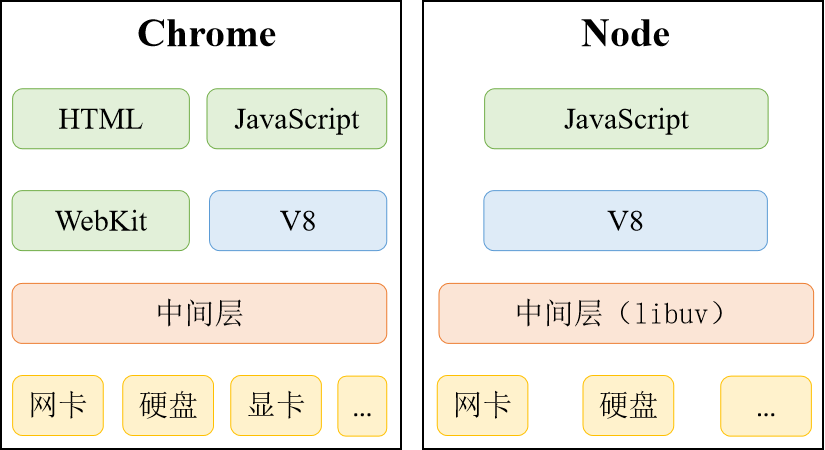 Chrome
HTML JavaScript
WebKit V8
中间层
网卡 硬盘 显卡 ...
Node
JavaScript
V8
中间层（libuv）
网卡 硬盘 ...